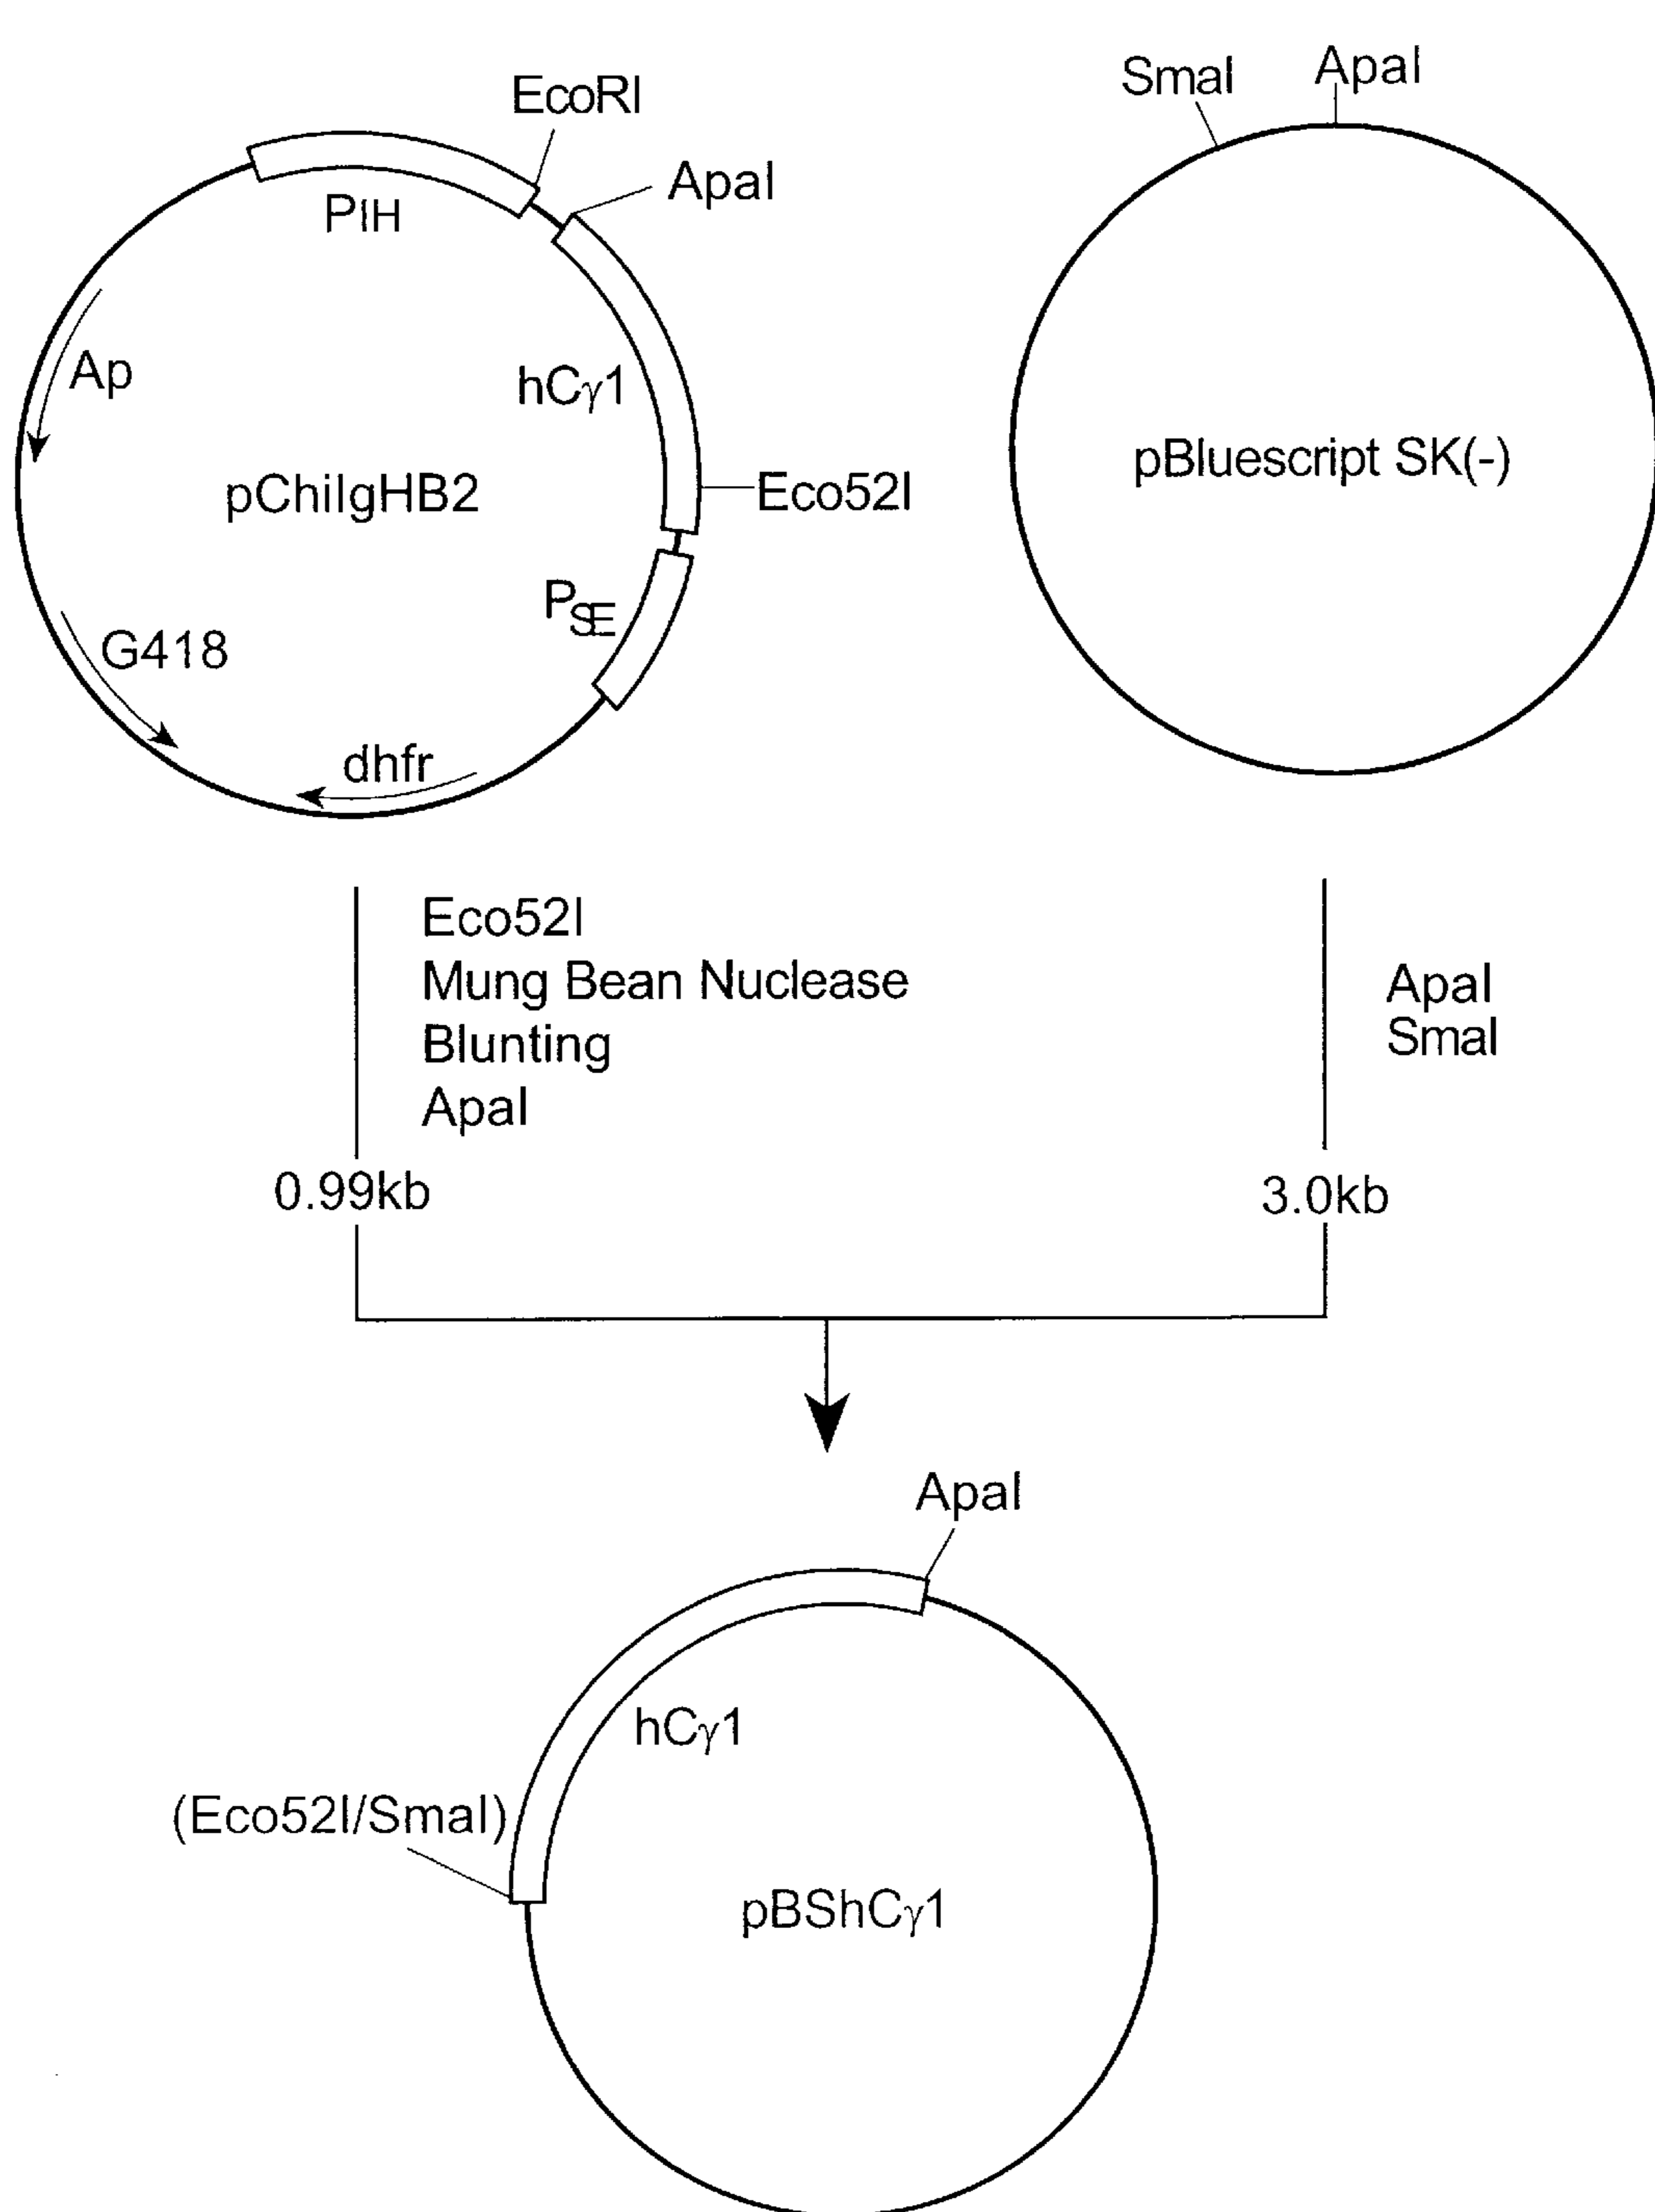 EcoRI
ApaI
PIH
hCγ1
Ap
pChiIgHB2
Eco52I
PSE
G418
dhfr
SmaI
ApaI
pBluescript SK(-)
Eco52I
Mung Bean Nuclease
Blunting
ApaI
0.99kb
ApaI
SmaI
3.0kb
ApaI
hCγ1
(Eco52I/SmaI)
pBShCγ1